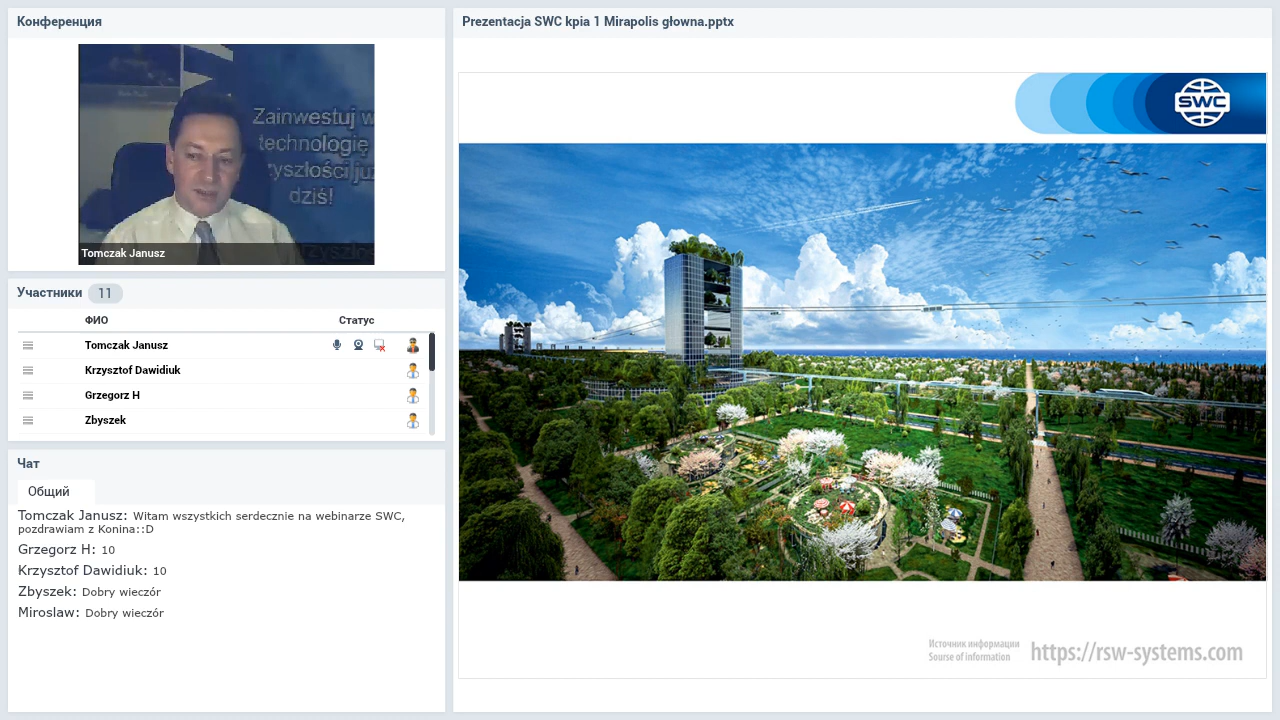 Конференция
Zainwestuj w
technologię
dziś!
Tomczak Janusz
Участники 11
ФИО Статус
Tomczak Janusz
Krzysztof Dawidiuk
Grzegorz H
Zbyszek
Чат
Общий
Tomczak Janusz: Witam wszystkich serdecznie na webinarze SWC,
pozdrawiam z Konina::D
Grzegorz H: 10
Krzysztof Dawidiuk: 10
Zbyszek: Dobry wieczór
Miroslaw: Dobry wieczór
Prezentacja SWC kpia 1 Mirapolis głowna.pptx
SWC
Источник информации
Sourse of information
https://rsw-systems.com